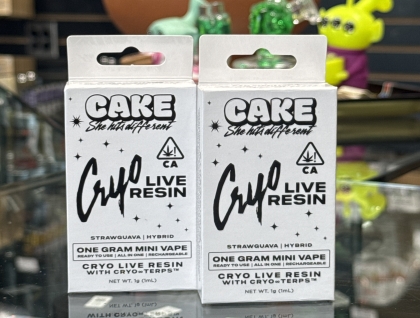 CAKE
She hits different
CA
Cryo LIVE
RESIN
STRAWGUAVA | HYBRID
ONE GRAM MINI VAPE
READY TO USE | ALL IN ONE | RECHARGEABLE
CRYO LIVE RESIN
WITH CRYO-TERPS™
NET WT. 1g (1mL)
CAKE
She hits different
CA
Cryo LIVE
RESIN
STRAWGUAVA | HYBRID
ONE GRAM MINI VAPE
READY TO USE | ALL IN ONE | RECHARGEABLE
CRYO LIVE RESIN
WITH CRYO-TERPS™
NET WT. 1g (1mL)